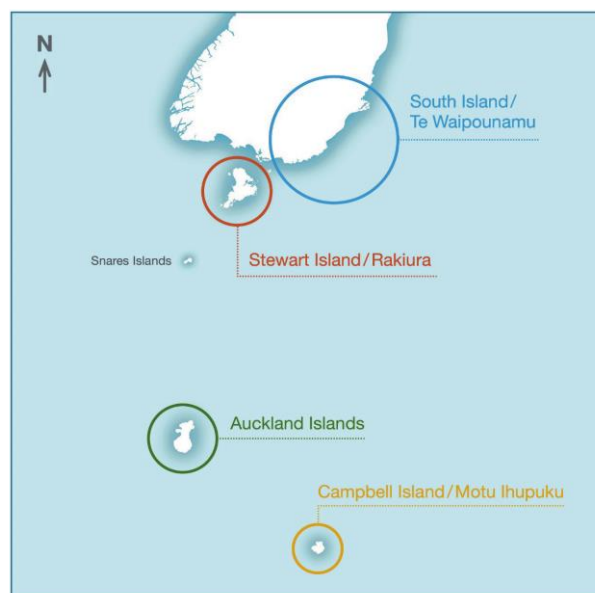 N
South Island/
Te Waipounamu
Snares Islands
Stewart Island/Rakiura
Auckland Islands
Campbell Island/Motu Ihupuku